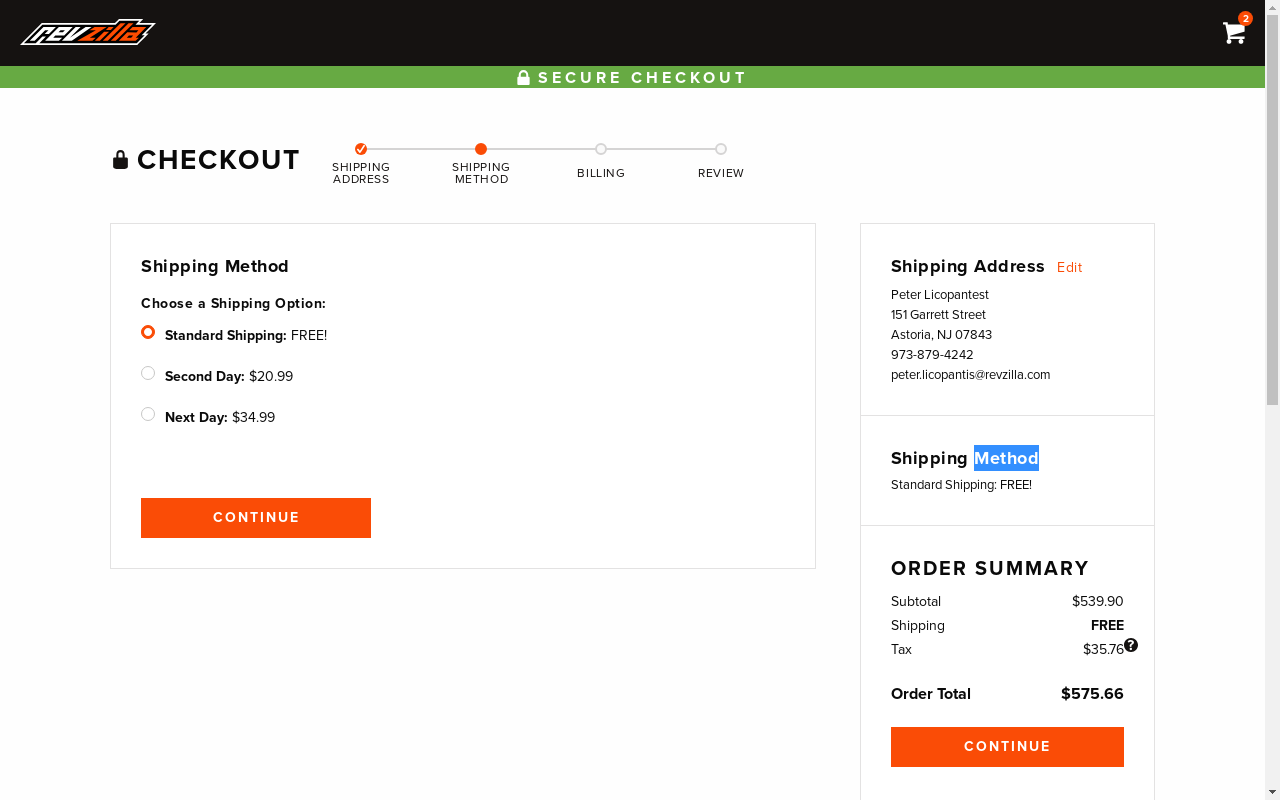 revzilla
2
SECURE CHECKOUT
CHECKOUT
SHIPPING ADDRESS
SHIPPING METHOD
BILLING
REVIEW
Shipping Method
Choose a Shipping Option:
Standard Shipping: FREE!
Second Day: $20.99
Next Day: $34.99
CONTINUE
Shipping Address Edit
Peter Licopantest
151 Garrett Street
Astoria, NJ 07843
973-879-4242
peter.licopantis@revzilla.com
Shipping Method
Standard Shipping: FREE!
ORDER SUMMARY
Subtotal $539.90
Shipping FREE
Tax $35.76 ?
Order Total $575.66
CONTINUE